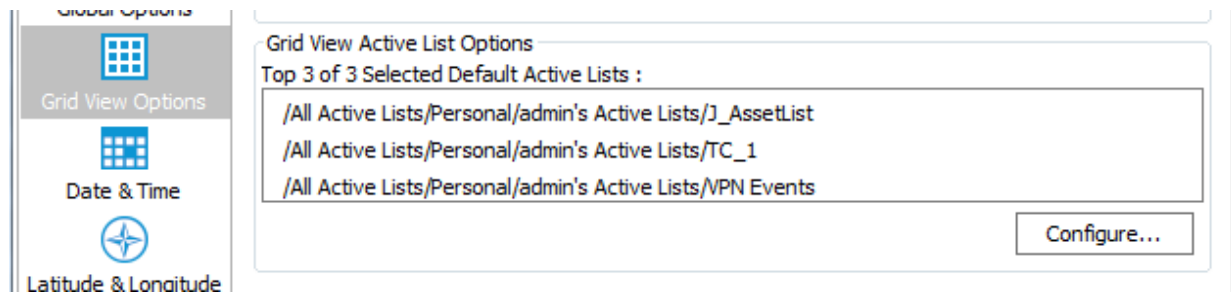 Global Options
Grid View Options
Date & Time
Latitude & Longitude
Grid View Active List Options
Top 3 of 3 Selected Default Active Lists :
/All Active Lists/Personal/admin's Active Lists/J_AssetList
/All Active Lists/Personal/admin's Active Lists/TC_1
/All Active Lists/Personal/admin's Active Lists/VPN Events
Configure...